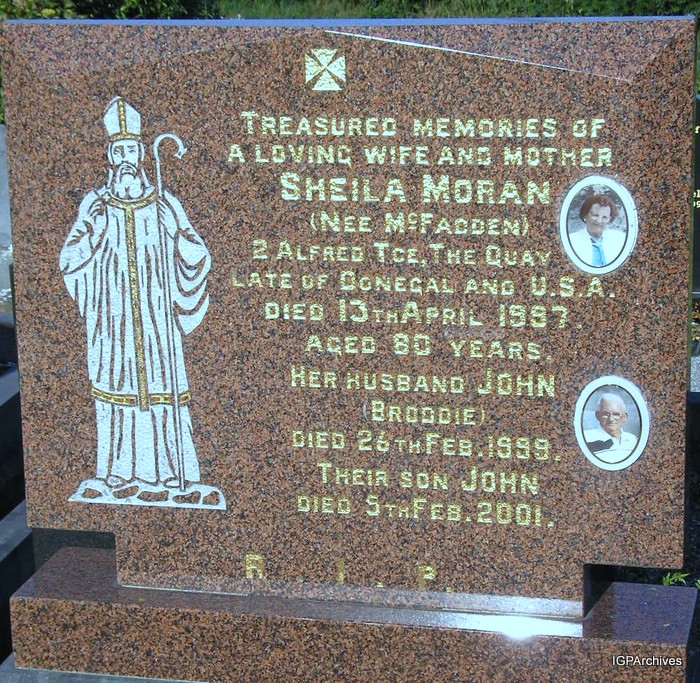 TREASURED MEMORIES OF
A LOVING WIFE AND MOTHER
SHEILA MORAN
(NEE McFADDEN)
2 ALFRED TCE, THE QUAY
LATE OF DONEGAL AND U.S.A.
DIED 13TH APRIL 1987.
AGED 80 YEARS.
HER HUSBAND JOHN
(BRODDIE)
DIED 26TH FEB. 1999.
THEIR SON JOHN
DIED 9TH FEB. 2001.
R. I. P.
IGPArchives